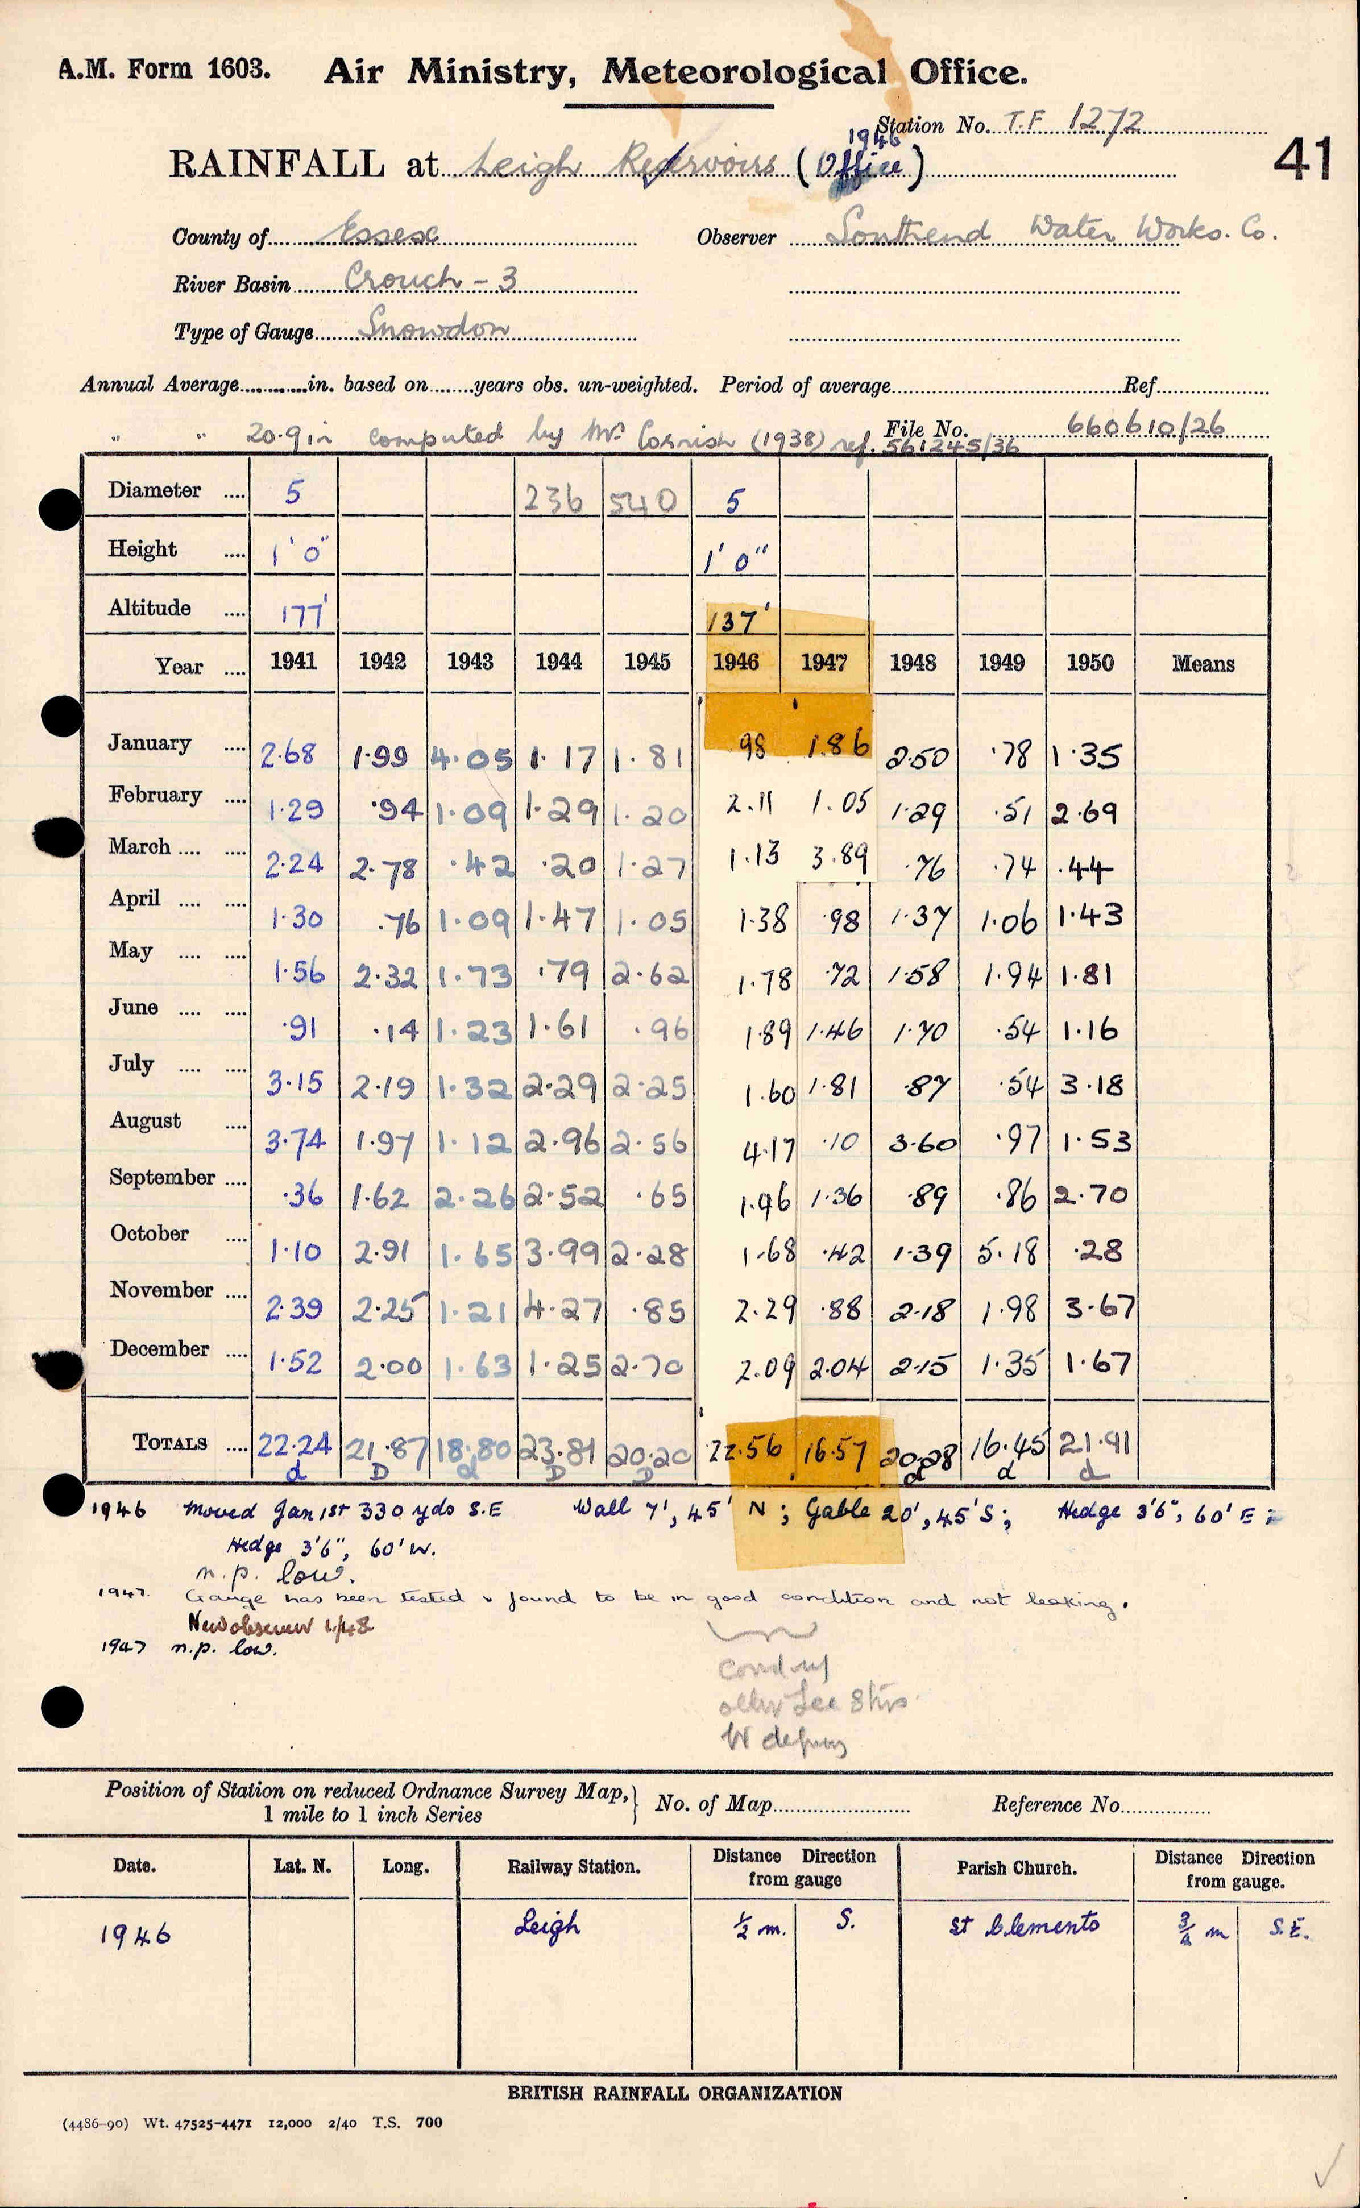 A.M. Form 1603. Air Ministry, Meteorological Office.
Station No. T.F 1272
1946
RAINFALL at Leigh Reservoirs (Office)
41
County of Essex Observer Southend Water Works. Co.
River Basin Crouch - 3
Type of Gauge Snowdon
Annual Average in. based on years obs. un-weighted. Period of average Ref
" " 20.9 in computed by Mr Cornish (1938) ref. 561245/36 File No. 660610/26
Diameter .... 5 236 540 5
Height .... 1' 0" 1' 0"
Altitude .... 177' 137'
Year .... 1941 1942 1943 1944 1945 1946 1947 1948 1949 1950 Means
January .... 2.68 1.99 4.05 1.17 1.81 .98 1.86 2.50 .78 1.35
February .... 1.29 .94 1.09 1.29 1.20 2.11 1.05 1.29 .51 2.69
March .... .... 2.24 2.78 .42 .20 1.27 1.13 3.89 .76 .74 .44
April .... .... 1.30 .76 1.09 1.47 1.05 1.38 .98 1.37 1.06 1.43
May .... .... 1.56 2.32 1.73 .79 2.62 1.78 .72 1.58 1.94 1.81
June .... .... .91 .14 1.23 1.61 .96 1.89 1.46 1.70 .54 1.16
July .... .... 3.15 2.19 1.32 2.29 2.25 1.60 1.81 .87 .54 3.18
August .... 3.74 1.97 1.12 2.96 2.56 4.17 .10 3.60 .97 1.53
September .... .36 1.62 2.26 2.52 .65 1.96 1.36 .89 .86 2.70
October .... 1.10 2.91 1.65 3.99 2.28 1.68 .42 1.39 5.18 .28
November .... 2.39 2.25 1.21 4.27 .85 2.29 .88 2.18 1.98 3.67
December .... 1.52 2.00 1.63 1.25 2.70 2.09 2.04 2.15 1.35 1.67
TOTALS .... 22.24 21.87 18.80 23.81 20.20 22.56 16.57 20.28 16.45 21.91
d D d D D d d d
1946 Moved Jan 1st 330 yds S.E Wall 7', 45' N; Gable 20', 45' S; Hedge 3'6", 60' E
Hedge 3'6", 60' W.
n.p. low.
1947. Gauge has been tested & found to be in good condition and not leaking.
New observer 1/48
1947 n.p. low.
Position of Station on reduced Ordnance Survey Map, } No. of Map Reference No.
1 mile to 1 inch Series
Date. Lat. N. Long. Railway Station. Distance Direction from gauge Parish Church. Distance Direction from gauge.
1946 Leigh ½ m. S. St Clements ¾ m S.E.
BRITISH RAINFALL ORGANIZATION
(4486-90) Wt. 47525-4471 12,000 2/40 T.S. 700